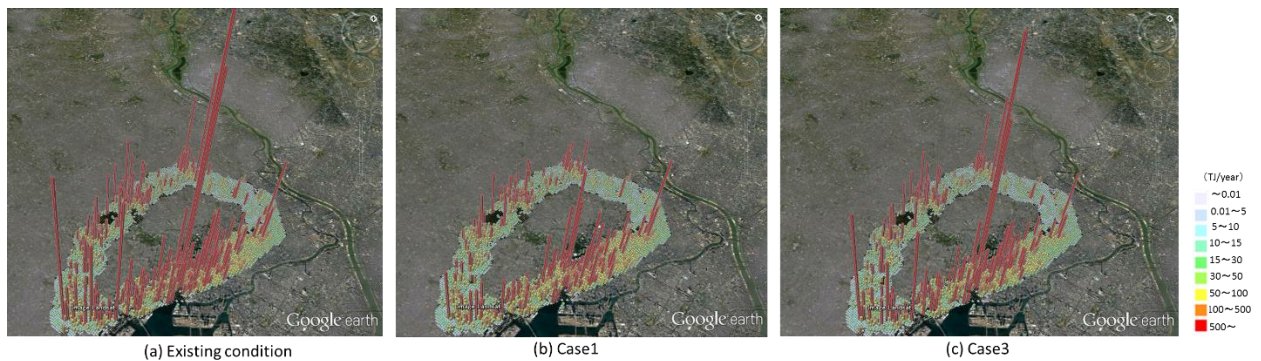 Google earth
Google earth
Google earth
(a) Existing condition
(b) Case1
(c) Case3
(TJ/year)
～0.01
0.01～5
5～10
10～15
15～30
30～50
50～100
100～500
500～